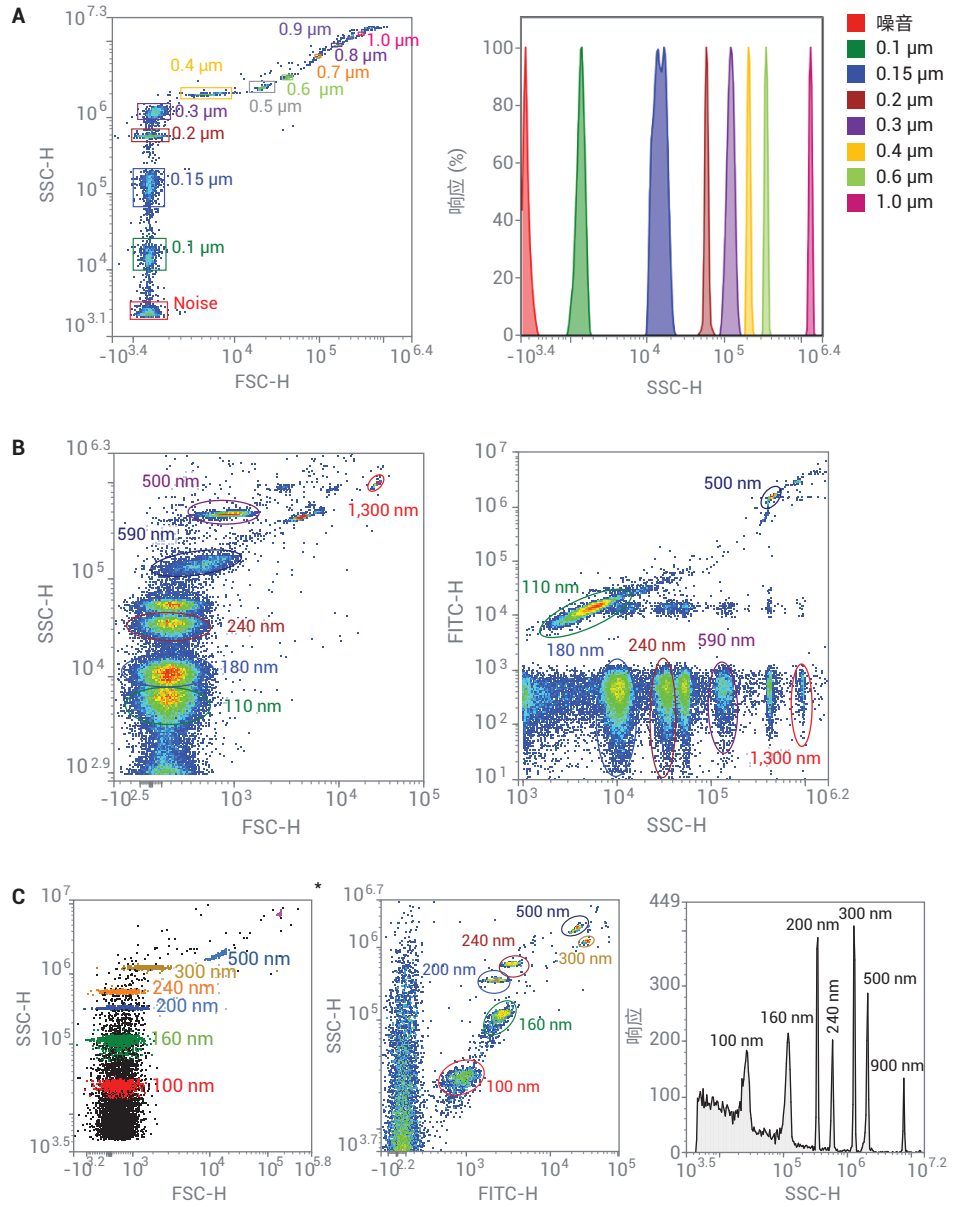 A
10^7.3
10^6
10^5
10^4
10^3.1
SSC-H
0.9 µm
1.0 µm
0.8 µm
0.7 µm
0.4 µm
0.6 µm
0.5 µm
0.3 µm
0.2 µm
0.15 µm
0.1 µm
Noise
-10^3.4
10^4
10^5
10^6.4
FSC-H
响应 (%)
100
80
60
40
20
0
-10^3.4
10^4
10^5
10^6.4
SSC-H
噪音
0.1 µm
0.15 µm
0.2 µm
0.3 µm
0.4 µm
0.6 µm
1.0 µm
B
10^6.3
10^5
10^4
10^2.9
SSC-H
500 nm
1,300 nm
590 nm
240 nm
180 nm
110 nm
-10^2.5
10^3
10^4
10^5
FSC-H
10^7
10^6
10^5
10^4
10^3
10^2
10^1
FITC-H
500 nm
110 nm
180 nm
240 nm
590 nm
1,300 nm
10^3
10^4
10^5
10^6.2
SSC-H
C
10^7
10^6
10^5
10^3.5
SSC-H
*
500 nm
300 nm
240 nm
200 nm
160 nm
100 nm
-10^3.2
10^3
10^4
10^5
10^5.8
FSC-H
10^6.7
10^6
10^5
10^3.7
SSC-H
500 nm
240 nm
300 nm
200 nm
160 nm
100 nm
-10^2.2
10^3
10^4
10^5
FITC-H
449
300
200
100
0
响应
300 nm
200 nm
500 nm
240 nm
160 nm
100 nm
900 nm
10^3.5
10^5
10^6
10^7.2
SSC-H